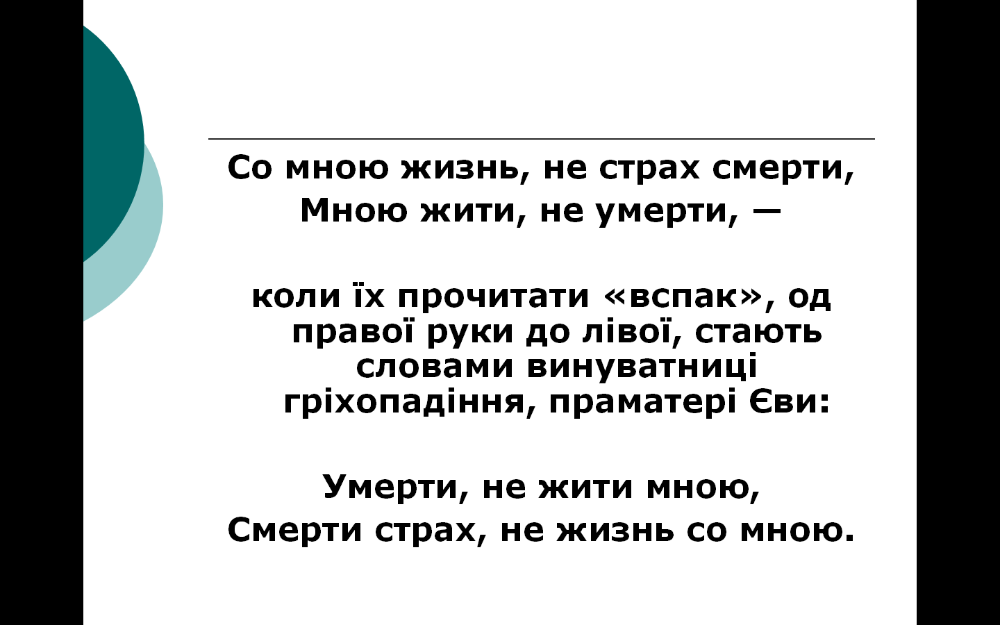 Со мною жизнь, не страх смерти,
Мною жити, не умерти, —
коли їх прочитати «вспак», од
правої руки до лівої, стають
словами винуватниці
гріхопадіння, праматері Єви:
Умерти, не жити мною,
Смерти страх, не жизнь со мною.